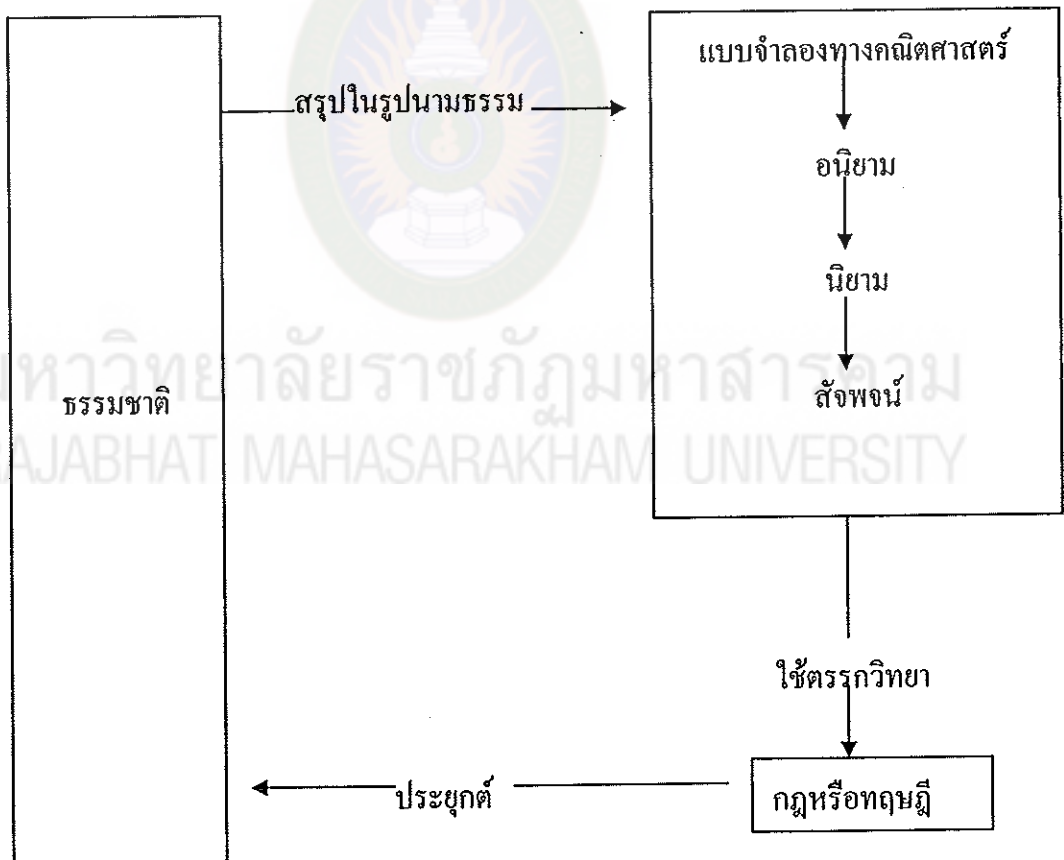 แบบจำลองทางคณิตศาสตร์
สรุปในรูปนามธรรม
อนิยาม
นิยาม
ธรรมชาติ
สัจพจน์
มหาวิทยาลัยราชภัฏมหาสารคาม
RAJABHAT MAHASARAKHAM UNIVERSITY
ใช้ตรรกวิทยา
ประยุกต์
กฎหรือทฤษฎี